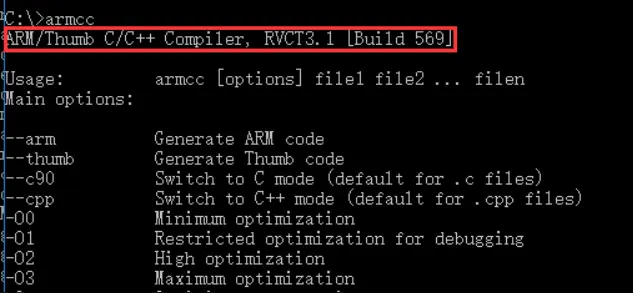 C:\>armcc
ARM/Thumb C/C++ Compiler, RVCT3.1 [Build 569]
Usage: armcc [options] file1 file2 ... filen
Main options:
--arm Generate ARM code
--thumb Generate Thumb code
--c90 Switch to C mode (default for .c files)
--cpp Switch to C++ mode (default for .cpp files)
-O0 Minimum optimization
-O1 Restricted optimization for debugging
-O2 High optimization
-O3 Maximum optimization